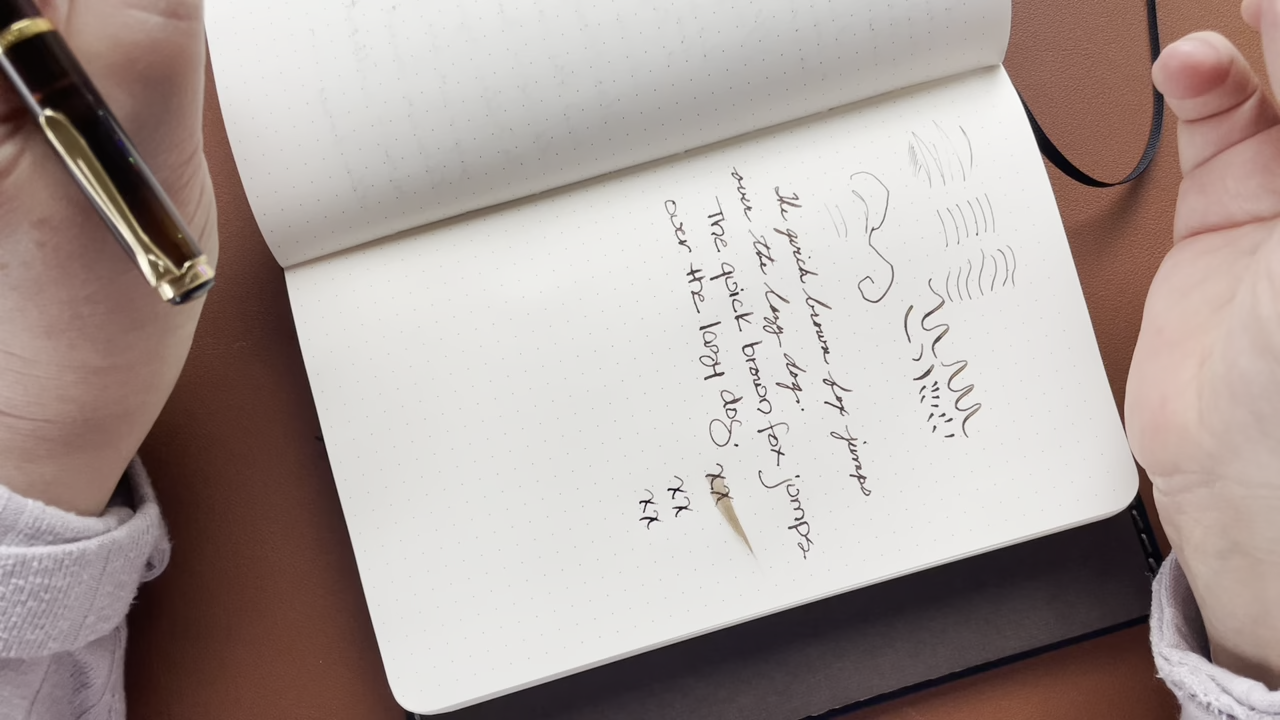 The quick brown fox jumps
over the lazy dog.
The quick brown fox jumps
over the lazy dog. xx
xx
xx